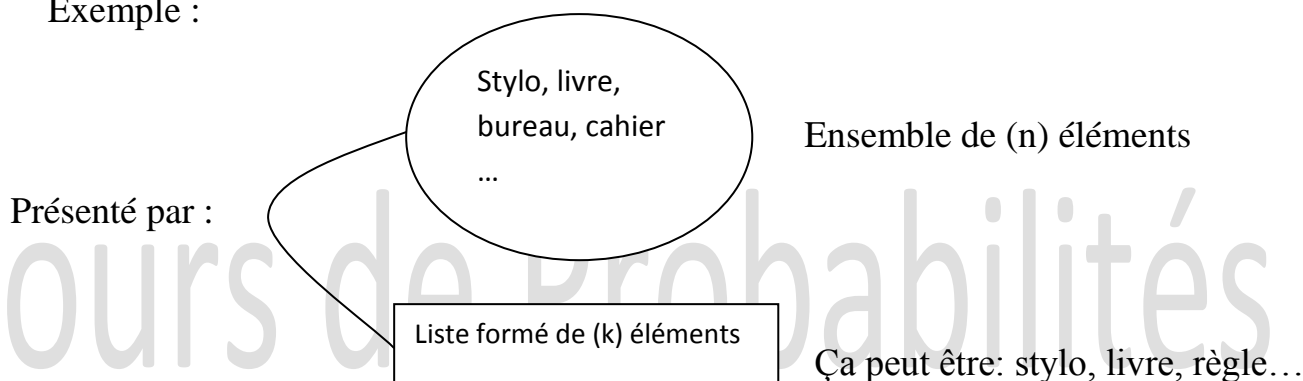 Exemple :
Stylo, livre,
bureau, cahier
...
Ensemble de (n) éléments
Présenté par :
ours de Probabilités
Liste formé de (k) éléments
Ça peut être: stylo, livre, règle...